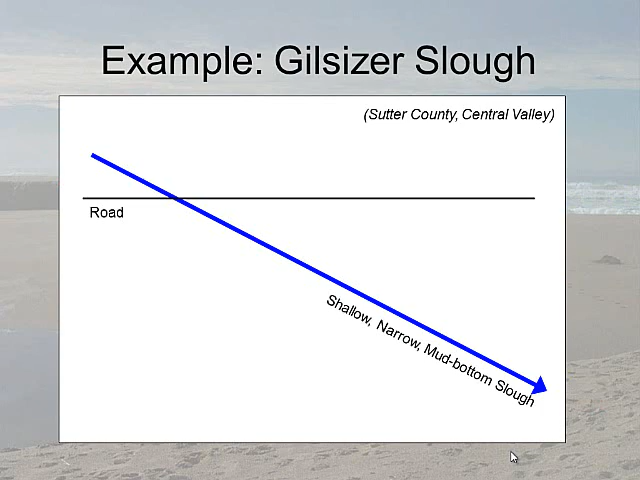 Example: Gilsizer Slough
(Sutter County, Central Valley)
Road
Shallow, Narrow, Mud-bottom Slough